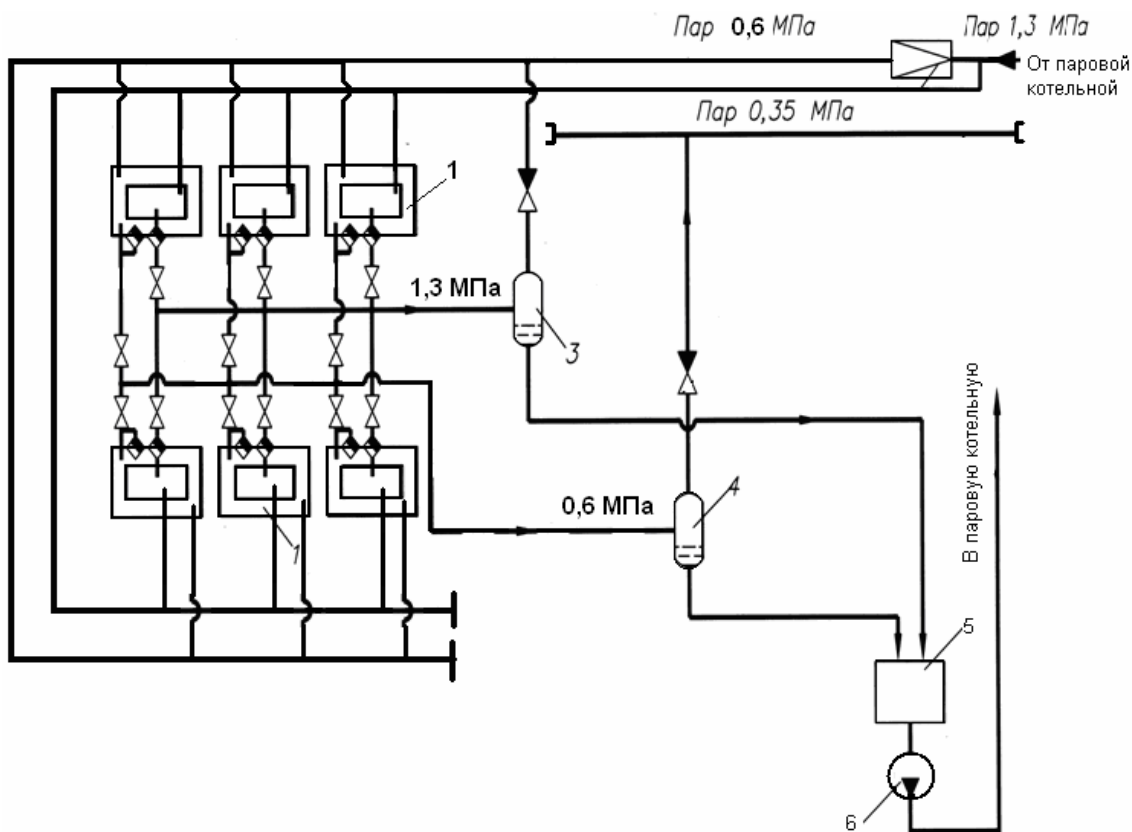 Пар 0,6 МПа
Пар 1,3 МПа
От паровой
котельной
Пар 0,35 МПа
1
1,3 МПа
3
В паровую котельную
4
0,6 МПа
1
5
6